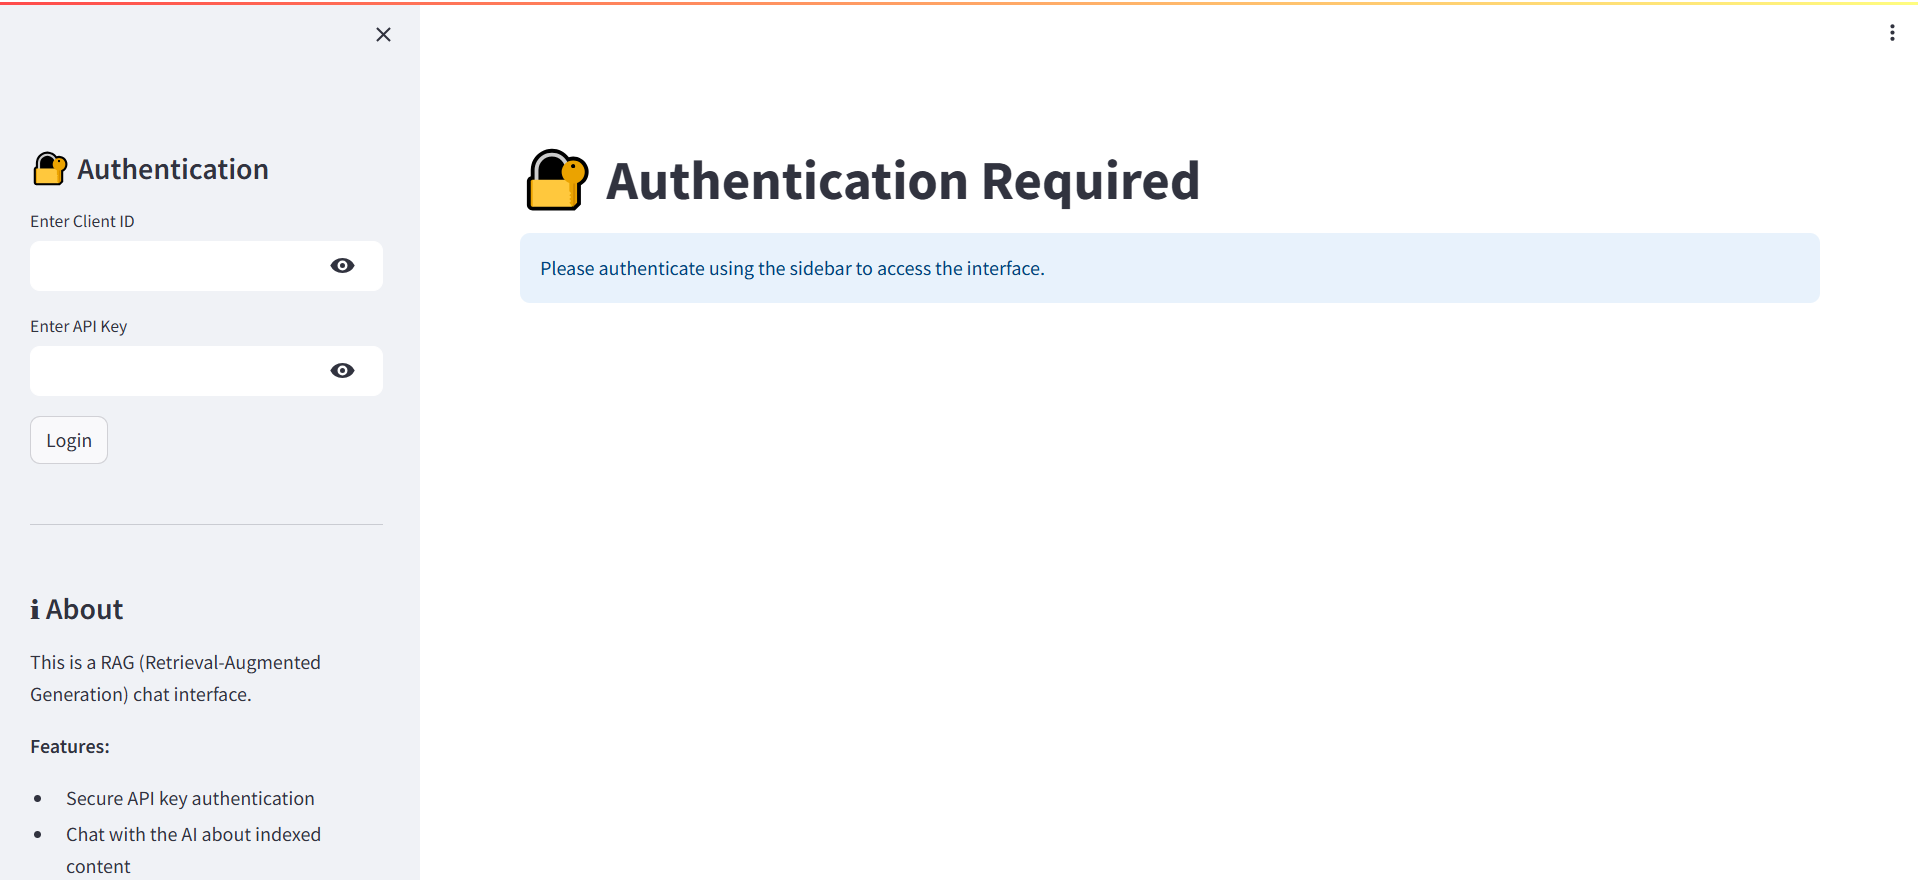 Authentication
Enter Client ID
Enter API Key
Login
About
This is a RAG (Retrieval-Augmented
Generation) chat interface.
Features:
Secure API key authentication
Chat with the AI about indexed
content
Authentication Required
Please authenticate using the sidebar to access the interface.